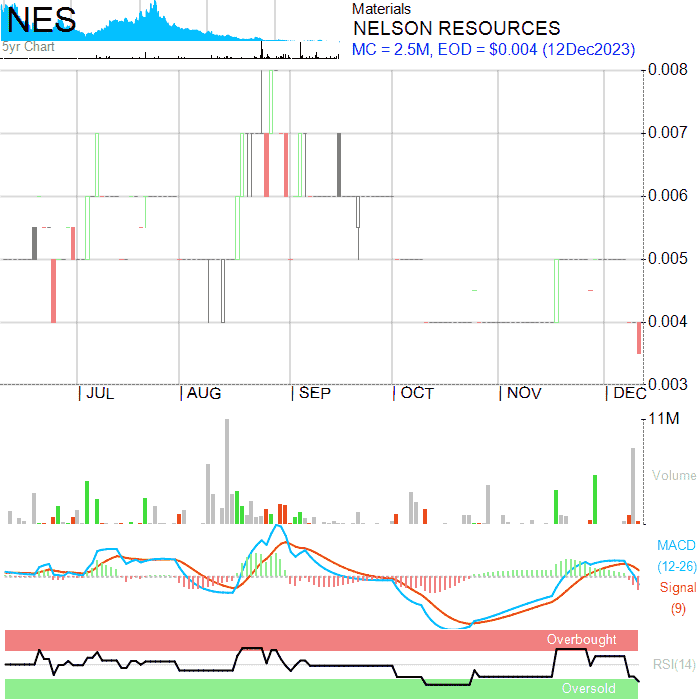 NES
5yr Chart
Materials
NELSON RESOURCES
MC = 2.5M, EOD = $0.004 (12Dec2023)
0.008
0.007
0.006
0.005
0.004
0.003
JUL AUG SEP OCT NOV DEC
11M
Volume
MACD
(12-26)
Signal
(9)
Overbought
RSI(14)
Oversold